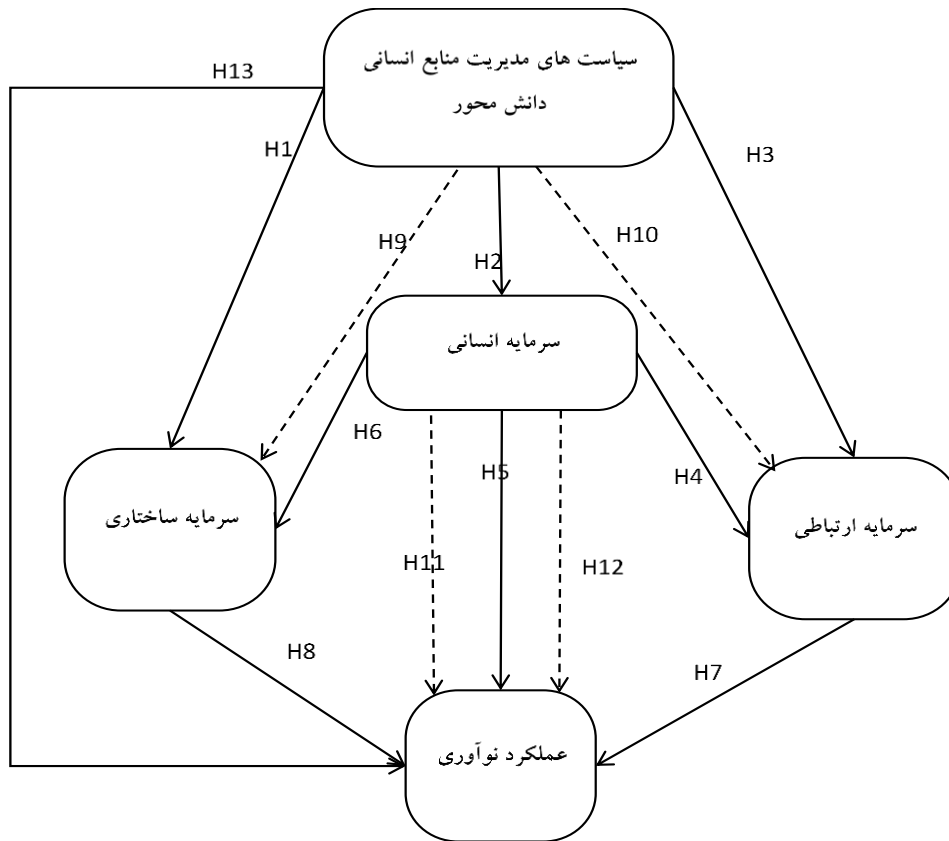 سیاست های مدیریت منابع انسانی
دانش محور
H13
H1
H3
H9
H10
H2
سرمایه انسانی
H6
H5
H4
سرمایه ساختاری
سرمایه ارتباطی
H11
H12
H8
H7
عملکرد نوآوری